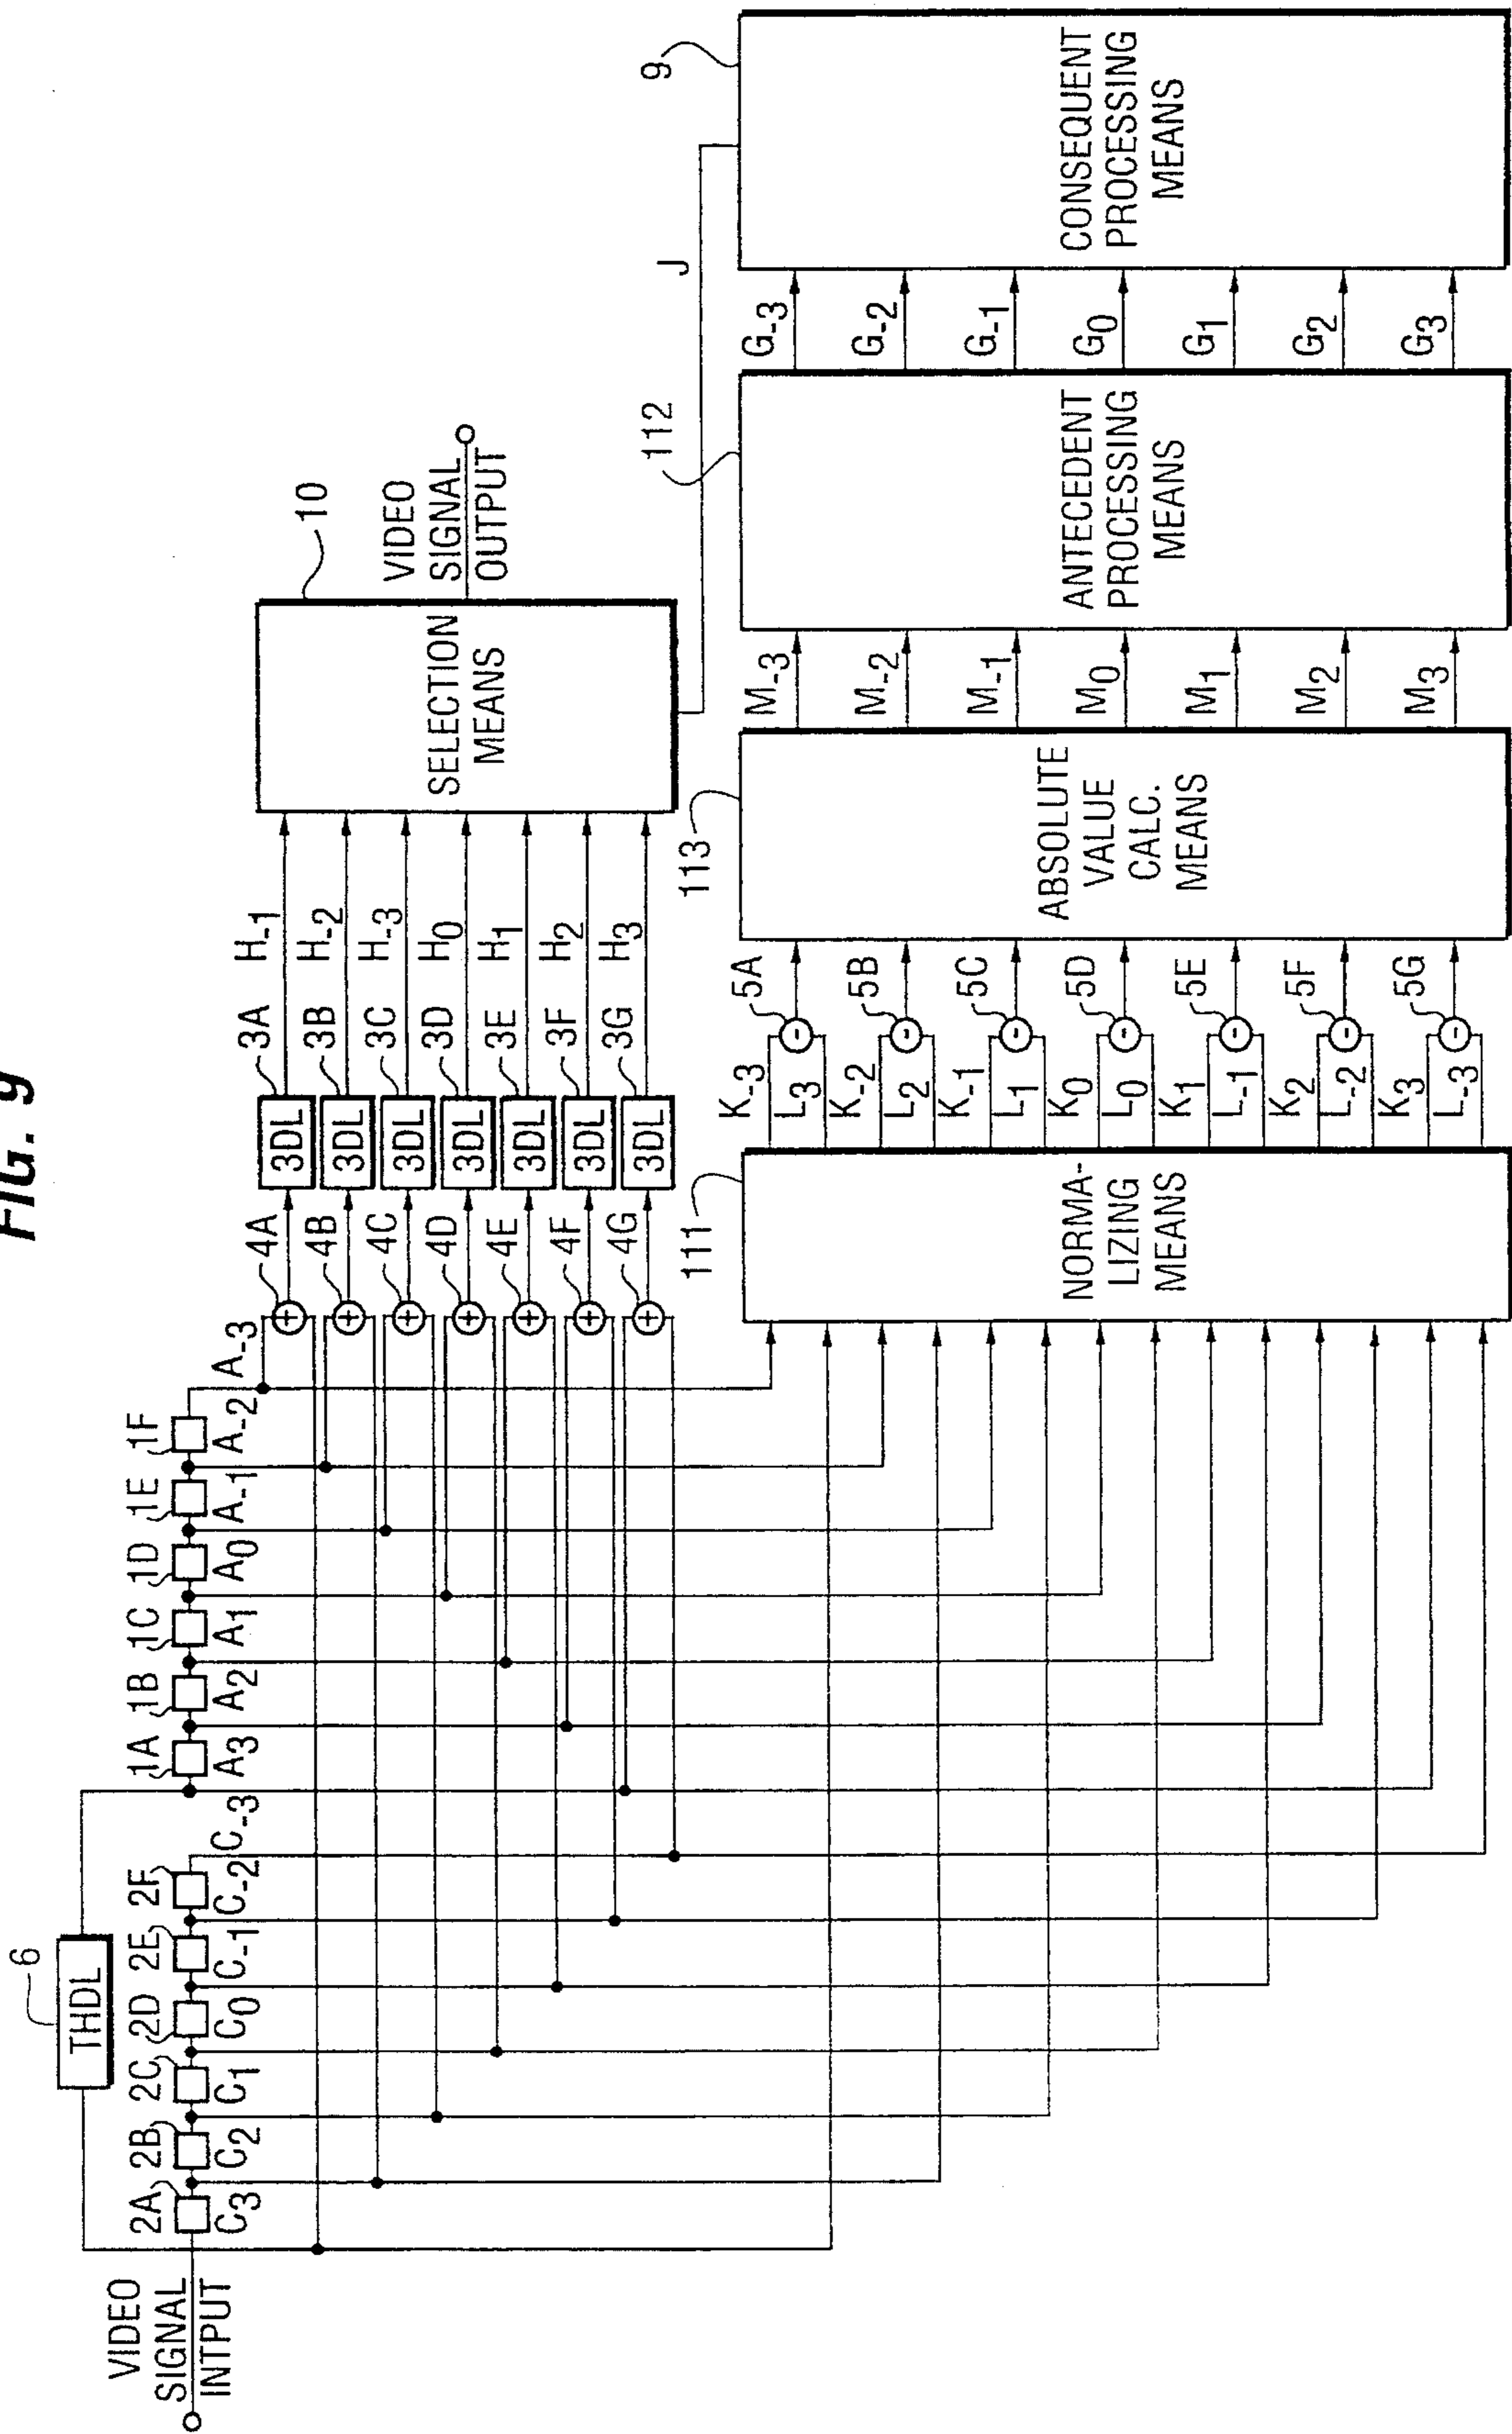 FIG. 9
6
THDL
VIDEO
SIGNAL
INTPUT
2A 2B 2C 2D 2E 2F
C3 C2 C1 C0 C-1 C-2 C-3
1A 1B 1C 1D 1E 1F
A3 A2 A1 A0 A-1 A-2 A-3
4A 3DL 3A H-1
4B 3DL 3B H-2
4C 3DL 3C H-3
4D 3DL 3D H0
4E 3DL 3E H1
4F 3DL 3F H2
4G 3DL 3G H3
+
+
+
+
+
+
+
10
SELECTION
MEANS
VIDEO
SIGNAL
OUTPUT
J
111
NORMA-
LIZING
MEANS
K-3
L3
5A
K-2
L2
5B
K-1
L1
5C
K0
L0
5D
K1
L-1
5E
K2
L-2
5F
K3
L-3
5G
-
-
-
-
-
-
-
113
ABSOLUTE
VALUE
CALC.
MEANS
M-3
M-2
M-1
M0
M1
M2
M3
112
ANTECEDENT
PROCESSING
MEANS
G-3
G-2
G-1
G0
G1
G2
G3
9
CONSEQUENT
PROCESSING
MEANS